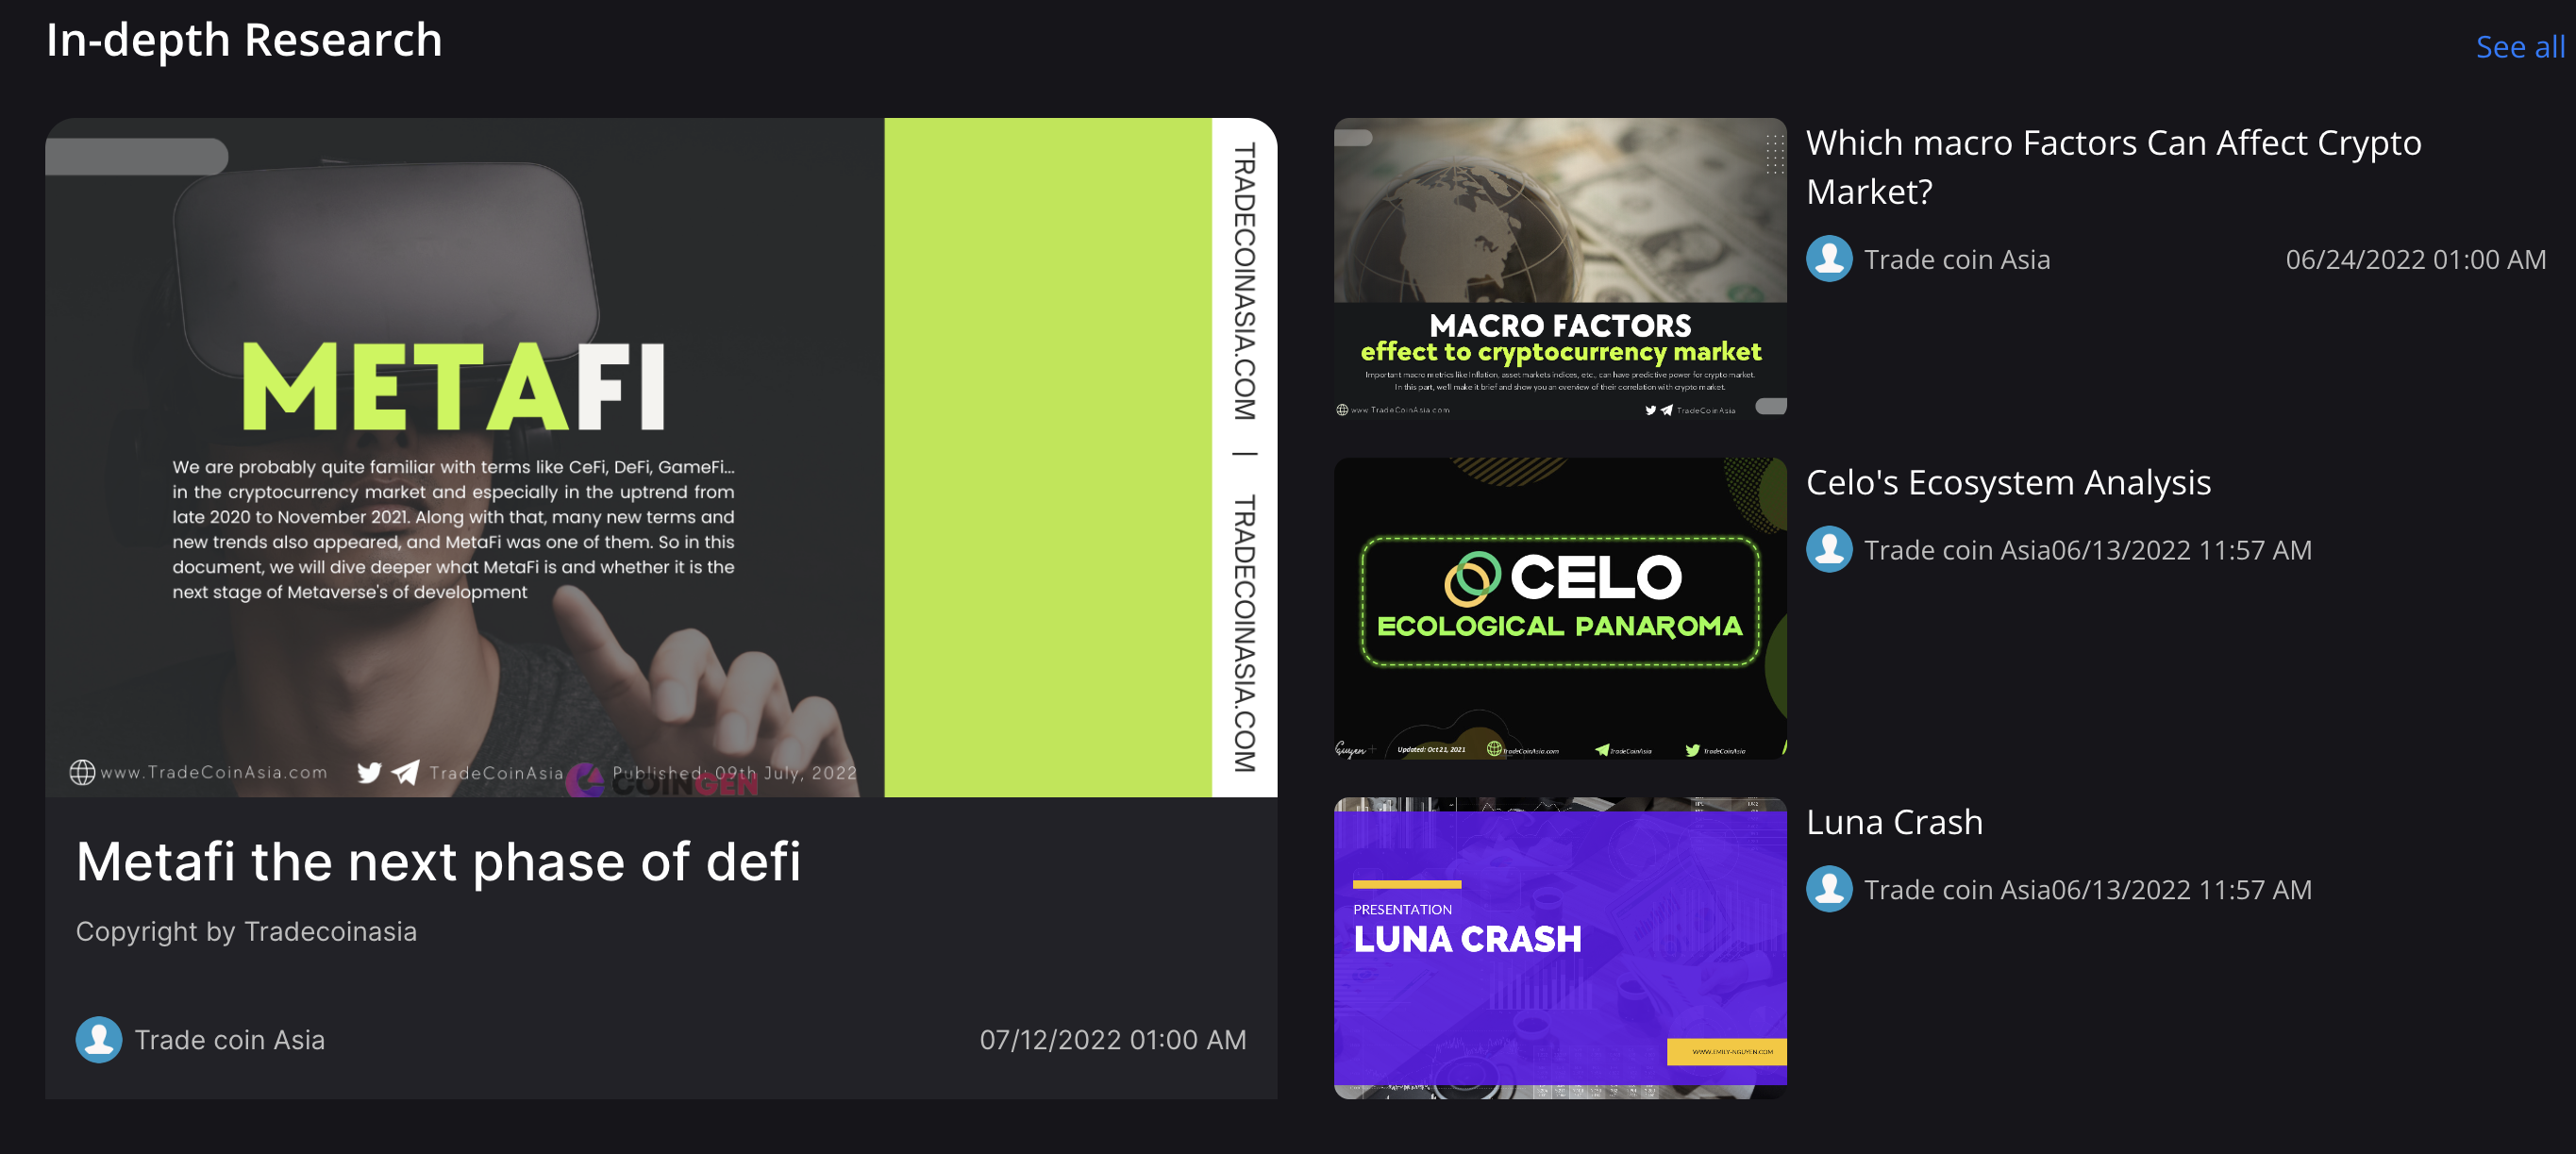 In-depth Research
See all
METAFI
We are probably quite familiar with terms like CeFi, DeFi, GameFi...
in the cryptocurrency market and especially in the uptrend from
late 2020 to November 2021. Along with that, many new terms and
new trends also appeared, and MetaFi was one of them. So in this
document, we will dive deeper what MetaFi is and whether it is the
next stage of Metaverse's of development
www.TradeCoinAsia.com
TradeCoinAsia
Published: 09th July, 2022
COINGEN
TRADECOINASIA.COM | TRADECOINASIA.COM
Metafi the next phase of defi
Copyright by Tradecoinasia
Trade coin Asia
07/12/2022 01:00 AM
MACRO FACTORS
effect to cryptocurrency market
Important macro metrics like Inflation, asset markets indices, etc., can have predictive power for crypto market.
In this part, we'll make it brief and show you an overview of their correlation with crypto market.
www.TradeCoinAsia.com
TradeCoinAsia
Which macro Factors Can Affect Crypto
Market?
Trade coin Asia
06/24/2022 01:00 AM
CELO
ECOLOGICAL PANAROMA
Updated: Oct 21, 2021
TradeCoinAsia.com
TradeCoinAsia
TradeCoinAsia
Celo's Ecosystem Analysis
Trade coin Asia06/13/2022 11:57 AM
PRESENTATION
LUNA CRASH
WWW.EMILY-NGUYEN.COM
Luna Crash
Trade coin Asia06/13/2022 11:57 AM